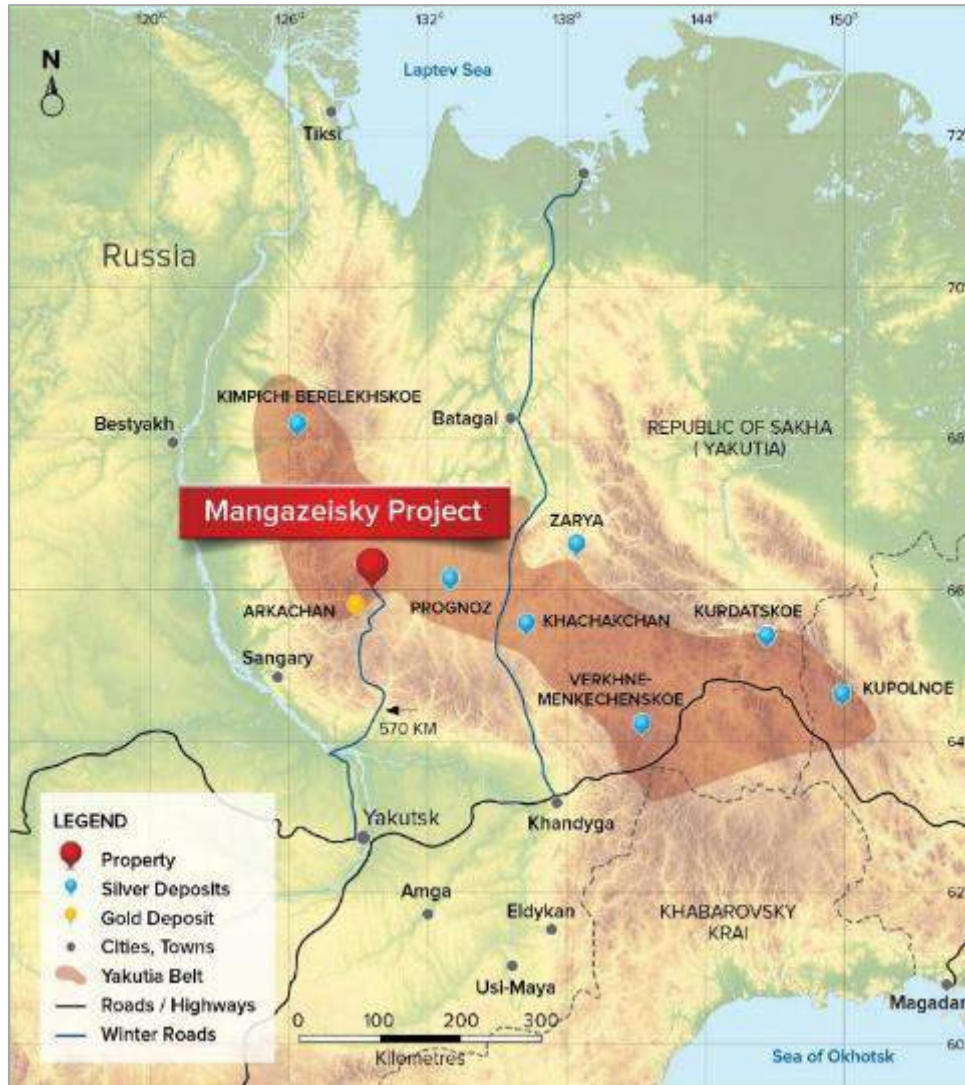 120°
126°
132°
138°
144°
150°
N
Laptev Sea
Tiksi
72°
Russia
70°
KIMPICHI BERELEKHSKOE
Bestyakh
Batagai
REPUBLIC OF SAKHA
( YAKUTIA)
68°
Mangazeisky Project
ZARYA
66°
ARKACHAN
PROGNOZ
KHACHAKCHAN
KURDATSKOE
Sangary
VERKHNE-
MENKECHENSKOE
KUPOLNOE
570 KM
64°
LEGEND
Property
Silver Deposits
Gold Deposit
Cities, Towns
Yakutia Belt
Roads / Highways
Winter Roads
Yakutsk
Khandyga
Amga
Eldykan
62°
KHABAROVSKY
KRAI
Usi-Maya
Magadan
0 100 200 300
Kilometres
60°
Sea of Okhotsk